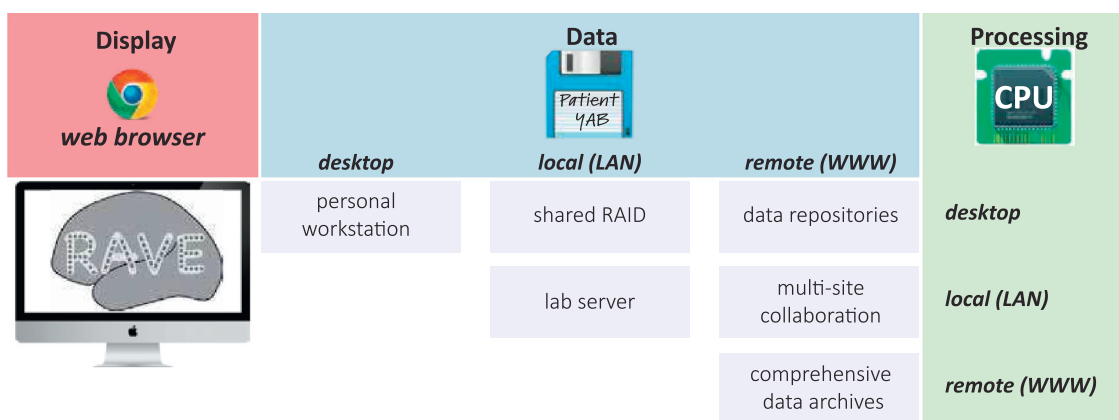 Display
Data
Processing
Patient
YAB
CPU
web browser
desktop
local (LAN)
remote (WWW)
RAVE
personal
workstation
shared RAID
data repositories
desktop
lab server
multi-site
collaboration
local (LAN)
comprehensive
data archives
remote (WWW)